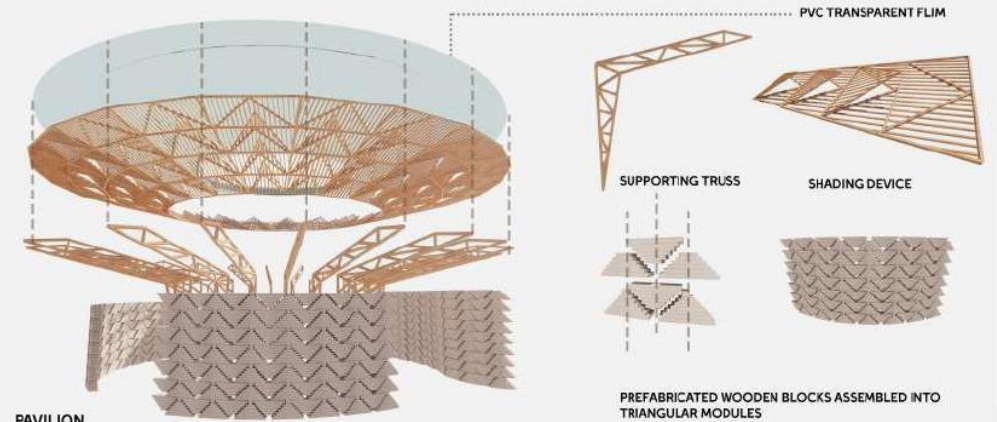 PVC TRANSPARENT FLIM
SUPPORTING TRUSS
SHADING DEVICE
PREFABRICATED WOODEN BLOCKS ASSEMBLED INTO
TRIANGULAR MODULES
PAVILION